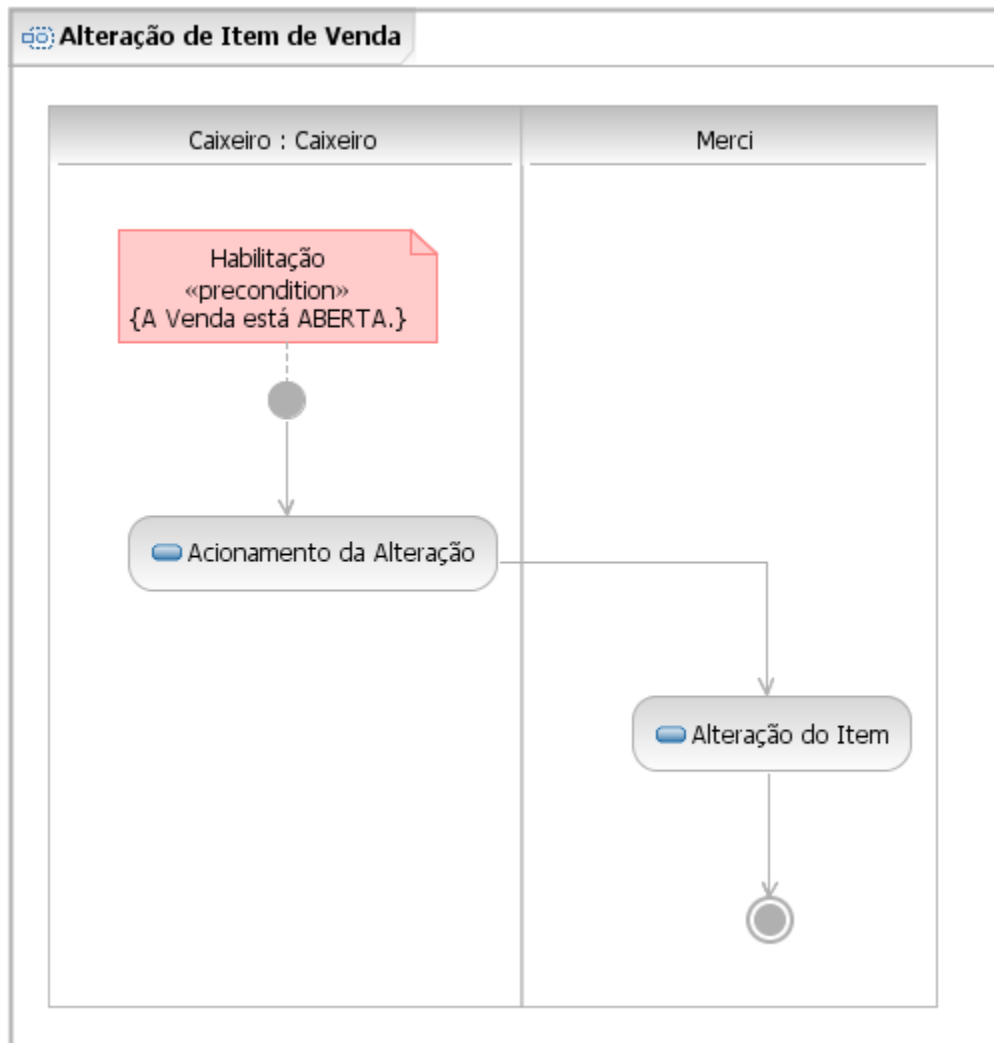 Alteração de Item de Venda
Caixeiro : Caixeiro
Merci
Habilitação
«precondition»
{A Venda está ABERTA.}
Acionamento da Alteração
Alteração do Item